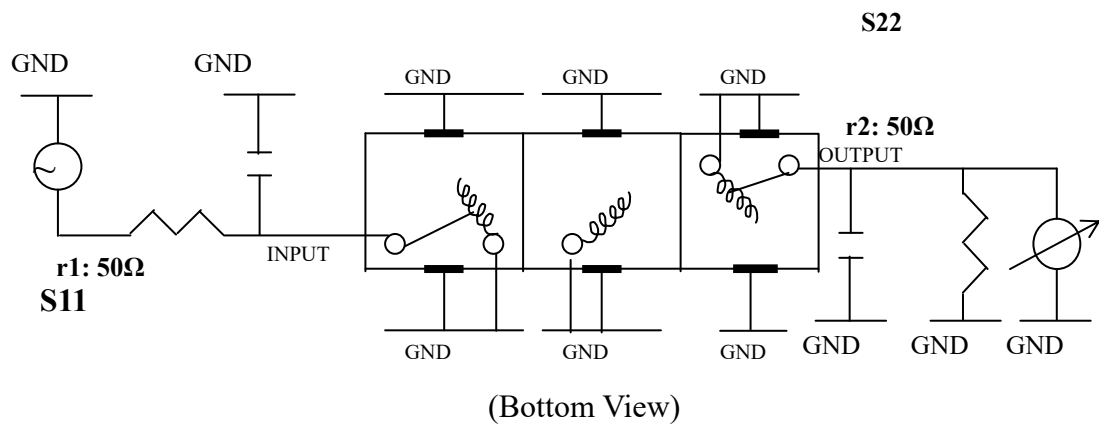 S22
GND
GND
GND
GND
GND
r2: 50Ω
OUTPUT
INPUT
r1: 50Ω
S11
GND
GND
GND
GND
GND
GND
(Bottom View)